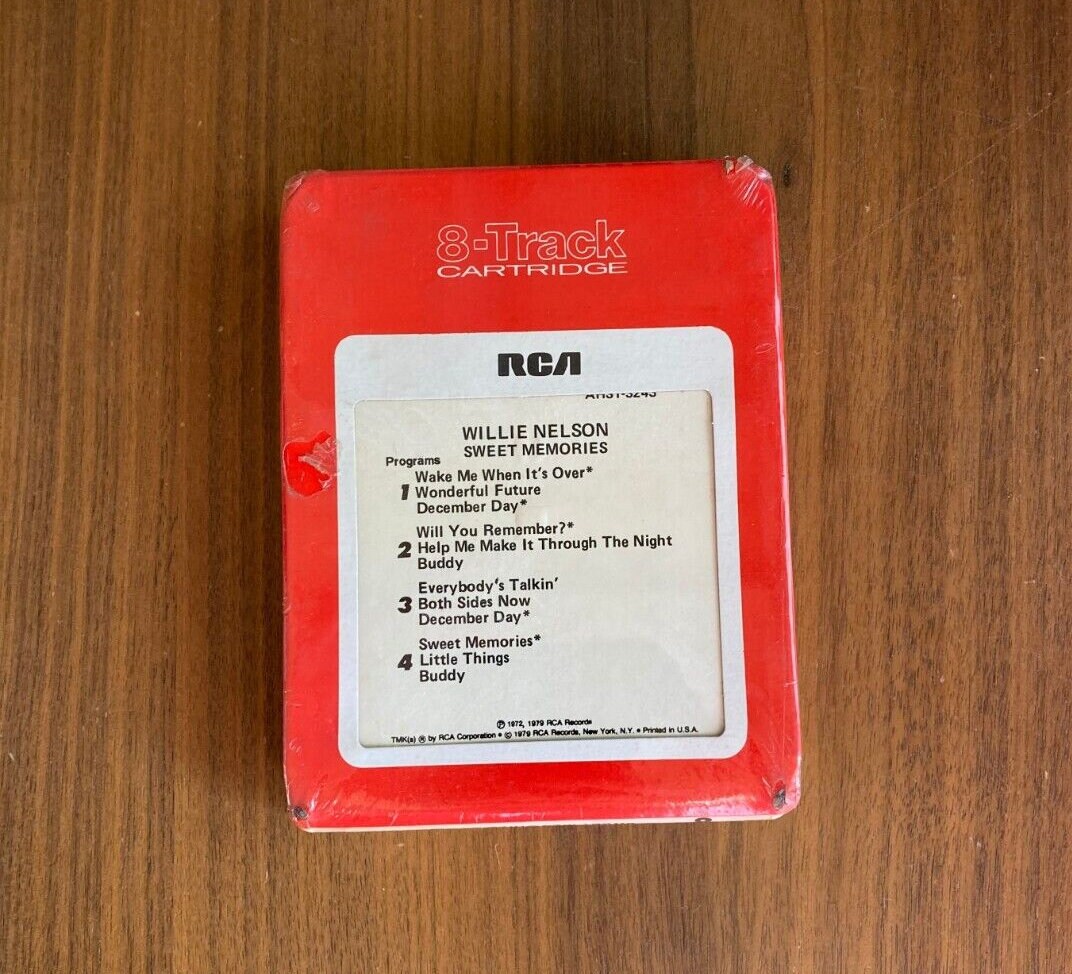 8-Track
CARTRIDGE
RCA
WILLIE NELSON
SWEET MEMORIES
Programs
Wake Me When It's Over*
1 Wonderful Future
December Day*
Will You Remember?*
2 Help Me Make It Through The Night
Buddy
Everybody's Talkin'
3 Both Sides Now
December Day*
Sweet Memories*
4 Little Things
Buddy
℗ 1972, 1979 RCA Records
TMK(s) ® by RCA Corporation • © 1979 RCA Records, New York, N.Y. • Printed in U.S.A.